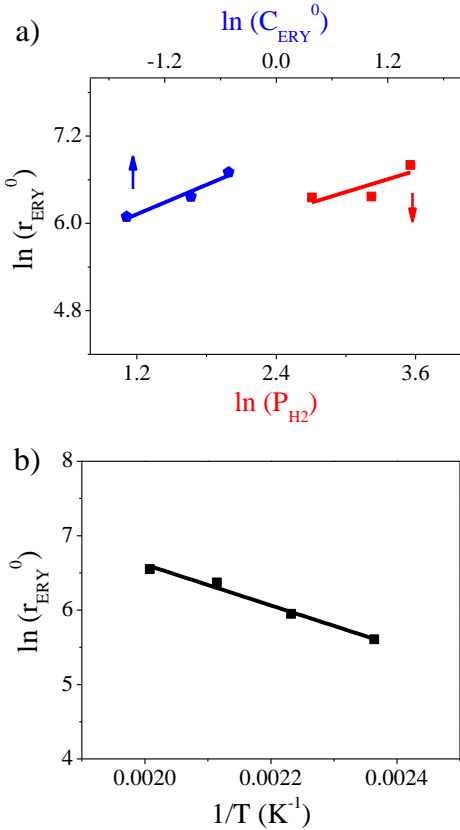 a)
ln (C_ERY^0)
-1.2 0.0 1.2
ln (r_ERY^0)
7.2
6.0
4.8
1.2 2.4 3.6
ln (P_H2)
b)
ln (r_ERY^0)
8
7
6
5
4
0.0020 0.0022 0.0024
1/T (K^-1)